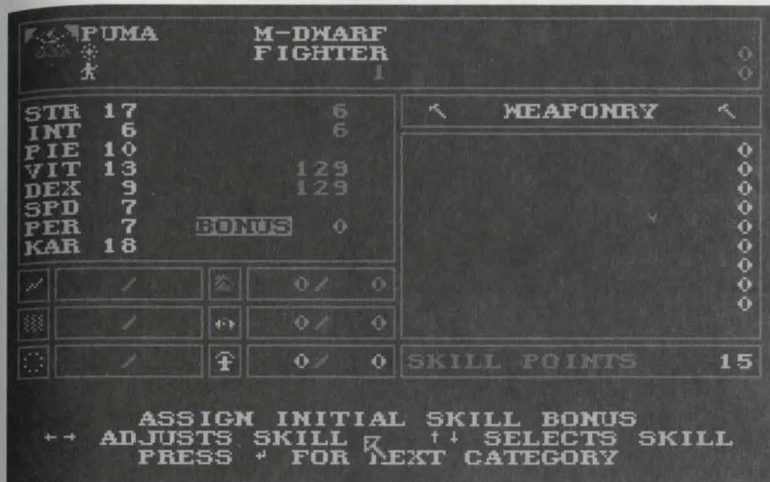 PUMA M-DWARF
FIGHTER 0
1 0
STR 17 6
INT 6 6
PIE 10
VIT 13 129
DEX 9 129
SPD 7
PER 7 BONUS 0
KAR 18
WEAPONRY
0
0
0
0
0
0
0
0
0
/ 0/ 0
/ 0/ 0
/ 0/ 0
SKILL POINTS 15
ASSIGN INITIAL SKILL BONUS
←→ ADJUSTS SKILL ↑↓ SELECTS SKILL
PRESS ↵ FOR NEXT CATEGORY